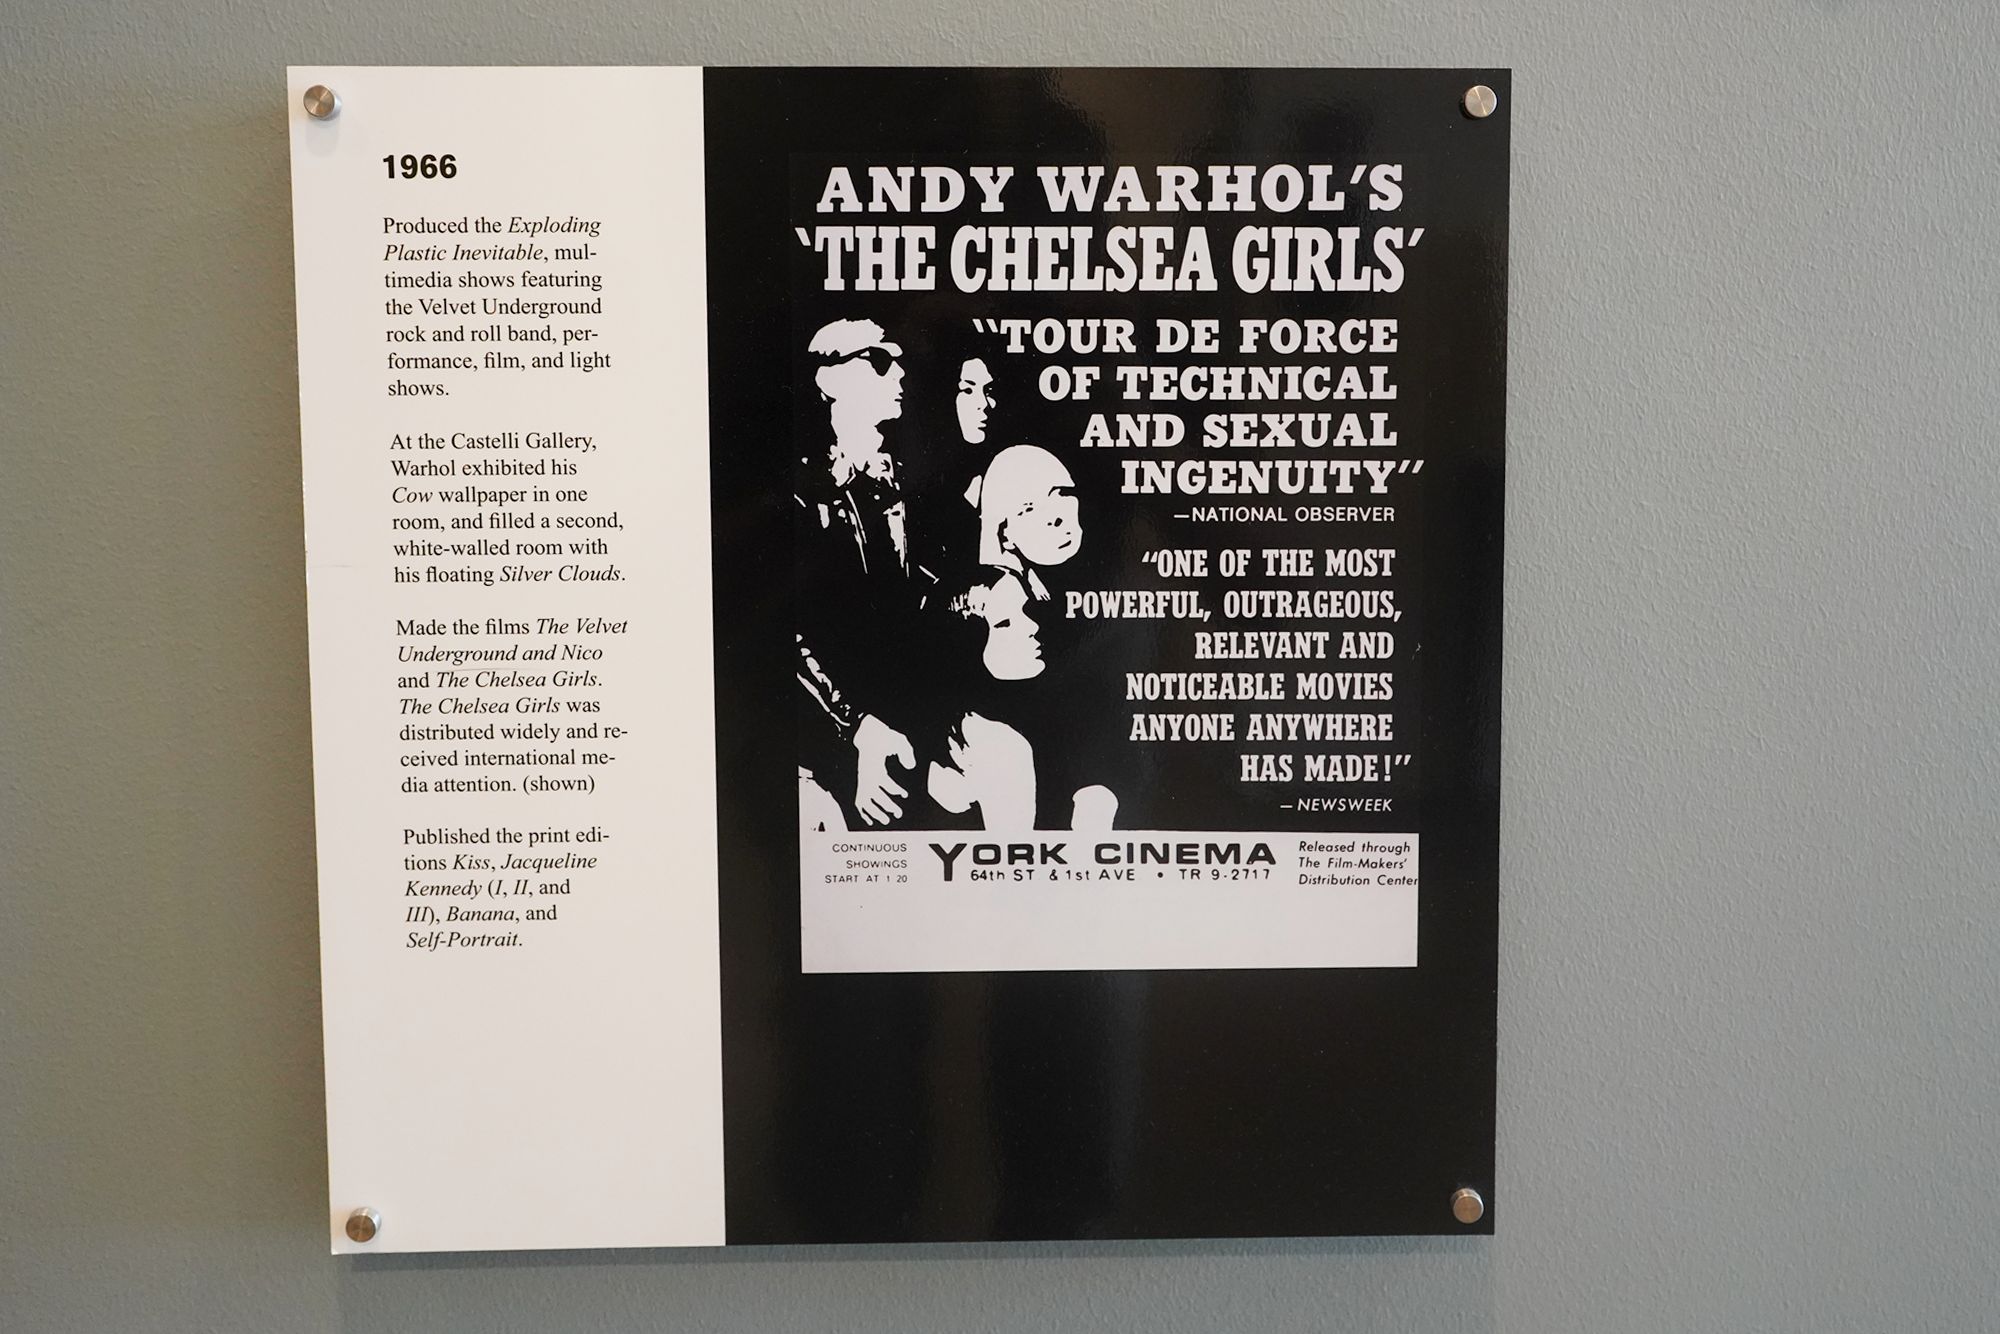 1966
Produced the Exploding
Plastic Inevitable, mul-
timedia shows featuring
the Velvet Underground
rock and roll band, per-
formance, film, and light
shows.
At the Castelli Gallery,
Warhol exhibited his
Cow wallpaper in one
room, and filled a second,
white-walled room with
his floating Silver Clouds.
Made the films The Velvet
Underground and Nico
and The Chelsea Girls.
The Chelsea Girls was
distributed widely and re-
ceived international me-
dia attention. (shown)
Published the print edi-
tions Kiss, Jacqueline
Kennedy (I, II, and
III), Banana, and
Self-Portrait.
ANDY WARHOL'S
'THE CHELSEA GIRLS'
"TOUR DE FORCE
OF TECHNICAL
AND SEXUAL
INGENUITY"
—NATIONAL OBSERVER
"ONE OF THE MOST
POWERFUL, OUTRAGEOUS,
RELEVANT AND
NOTICEABLE MOVIES
ANYONE ANYWHERE
HAS MADE!"
— NEWSWEEK
CONTINUOUS
SHOWINGS
START AT 1 20
YORK CINEMA
64th ST & 1st AVE • TR 9-2717
Released through
The Film-Makers'
Distribution Center